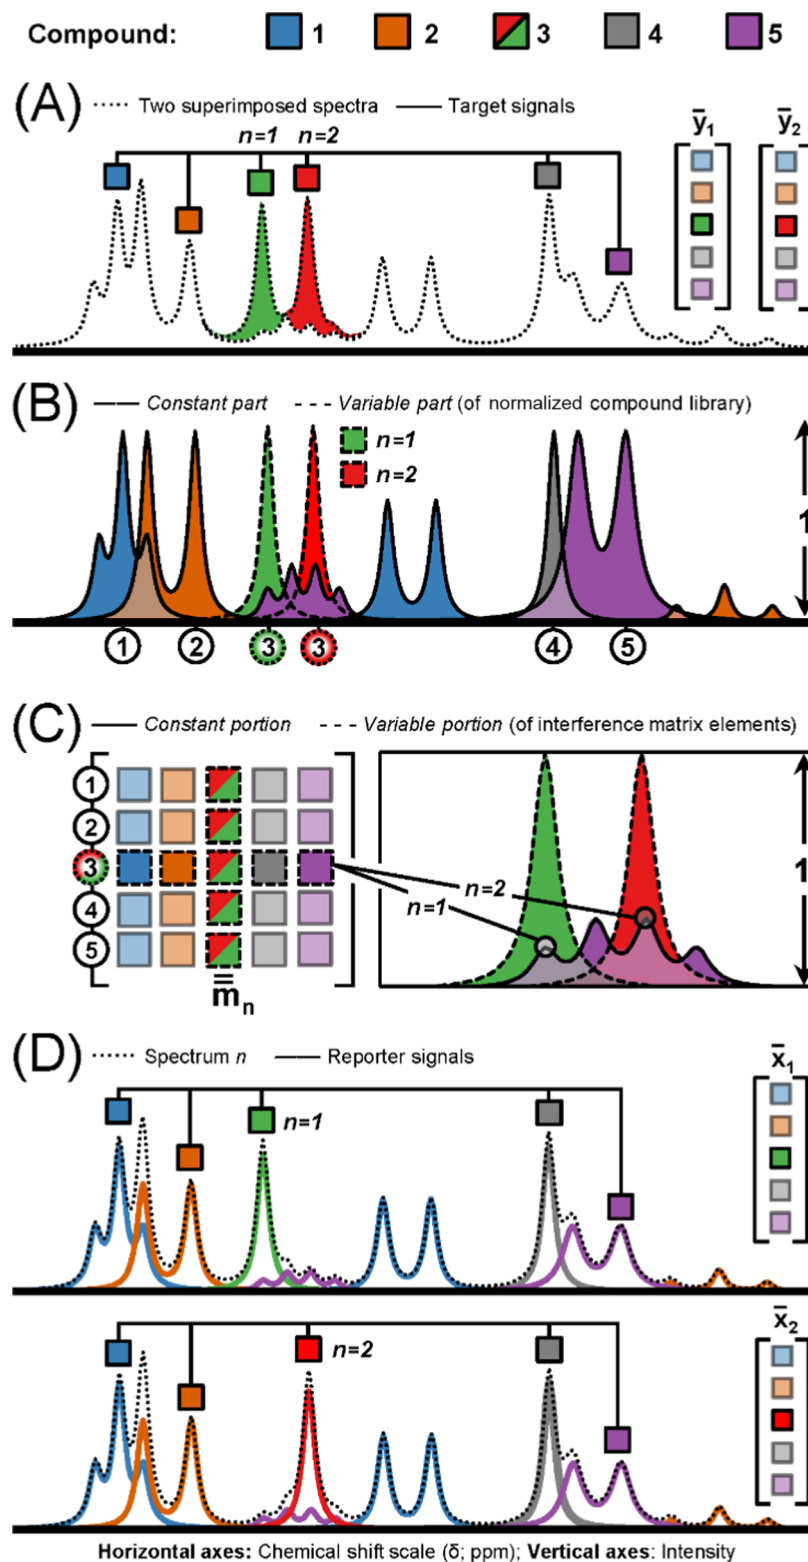 Compound: 1 2 3 4 5
(A) Two superimposed spectra Target signals
n=1 n=2
ȳ1 ȳ2
(B) Constant part Variable part (of normalized compound library)
n=1
n=2
1
1 2 3 3 4 5
(C) Constant portion Variable portion (of interference matrix elements)
1
2
3
4
5
n=2
n=1
1
m̿n
(D) Spectrum n Reporter signals
x̄1
n=1
x̄2
n=2
Horizontal axes: Chemical shift scale (δ; ppm); Vertical axes: Intensity